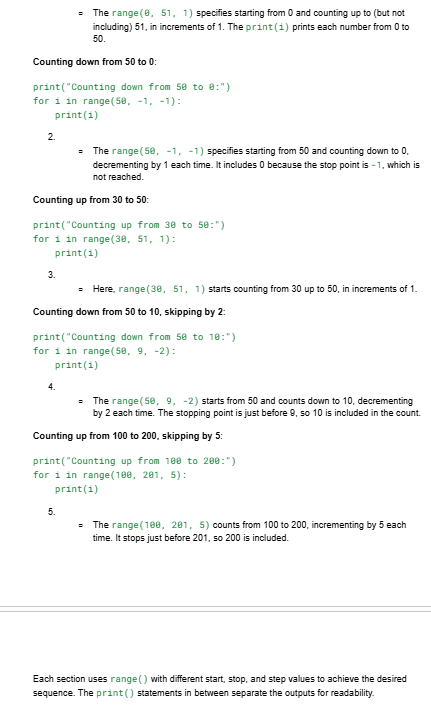 The range(0, 51, 1) specifies starting from 0 and counting up to (but not
including) 51, in increments of 1. The print(i) prints each number from 0 to
50.
Counting down from 50 to 0:
print("Counting down from 50 to 0:")
for i in range(50, -1, -1):
    print(i)
2.
The range(50, -1, -1) specifies starting from 50 and counting down to 0,
decrementing by 1 each time. It includes 0 because the stop point is -1, which is
not reached.
Counting up from 30 to 50:
print("Counting up from 30 to 50:")
for i in range(30, 51, 1):
    print(i)
3.
Here, range(30, 51, 1) starts counting from 30 up to 50, in increments of 1.
Counting down from 50 to 10, skipping by 2:
print("Counting down from 50 to 10:")
for i in range(50, 9, -2):
    print(i)
4.
The range(50, 9, -2) starts from 50 and counts down to 10, decrementing
by 2 each time. The stopping point is just before 9, so 10 is included in the count.
Counting up from 100 to 200, skipping by 5:
print("Counting up from 100 to 200:")
for i in range(100, 201, 5):
    print(i)
5.
The range(100, 201, 5) counts from 100 to 200, incrementing by 5 each
time. It stops just before 201, so 200 is included.
Each section uses range() with different start, stop, and step values to achieve the desired
sequence. The print() statements in between separate the outputs for readability.